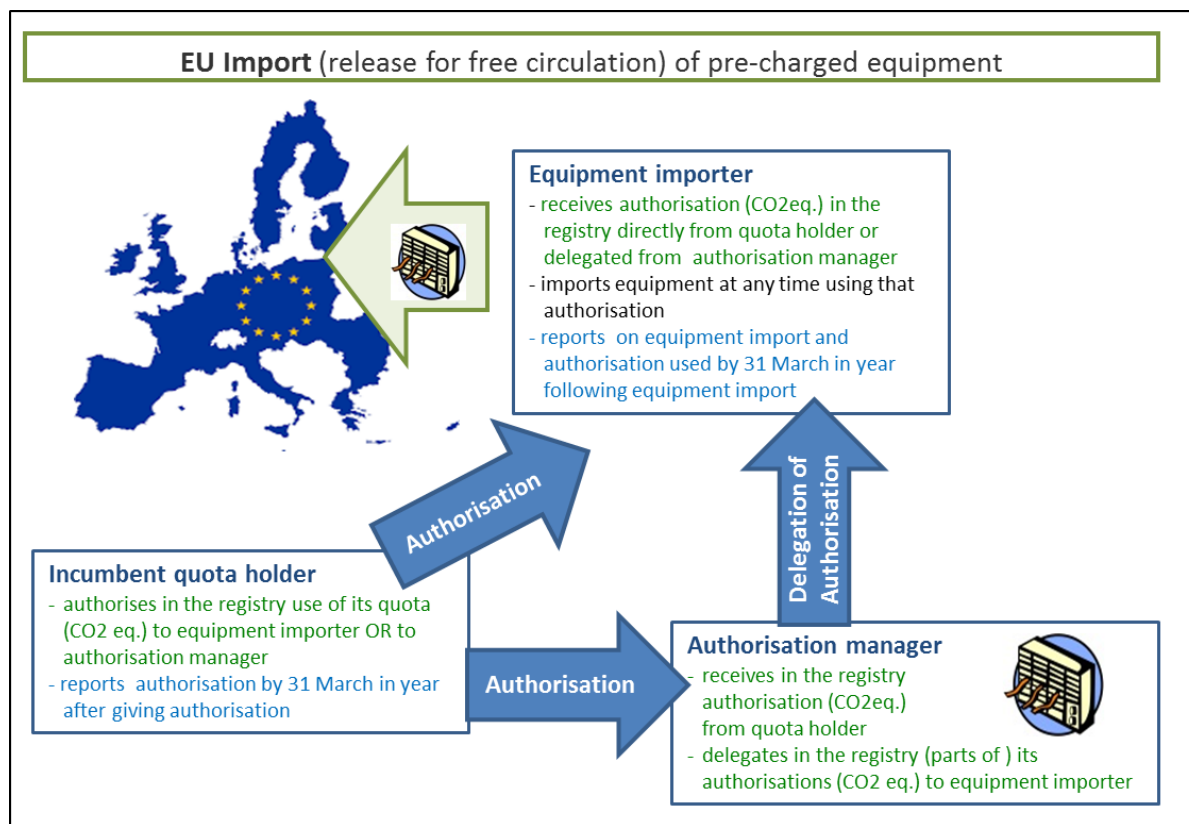 EU Import (release for free circulation) of pre-charged equipment
Equipment importer
- receives authorisation (CO2eq.) in the
registry directly from quota holder or
delegated from authorisation manager
- imports equipment at any time using that
authorisation
- reports on equipment import and
authorisation used by 31 March in year
following equipment import
Authorisation
Delegation of
Authorisation
Incumbent quota holder
- authorises in the registry use of its quota
(CO2 eq.) to equipment importer OR to
authorisation manager
- reports authorisation by 31 March in year
after giving authorisation
Authorisation
Authorisation manager
- receives in the registry
authorisation (CO2eq.)
from quota holder
- delegates in the registry (parts of ) its
authorisations (CO2 eq.) to equipment importer